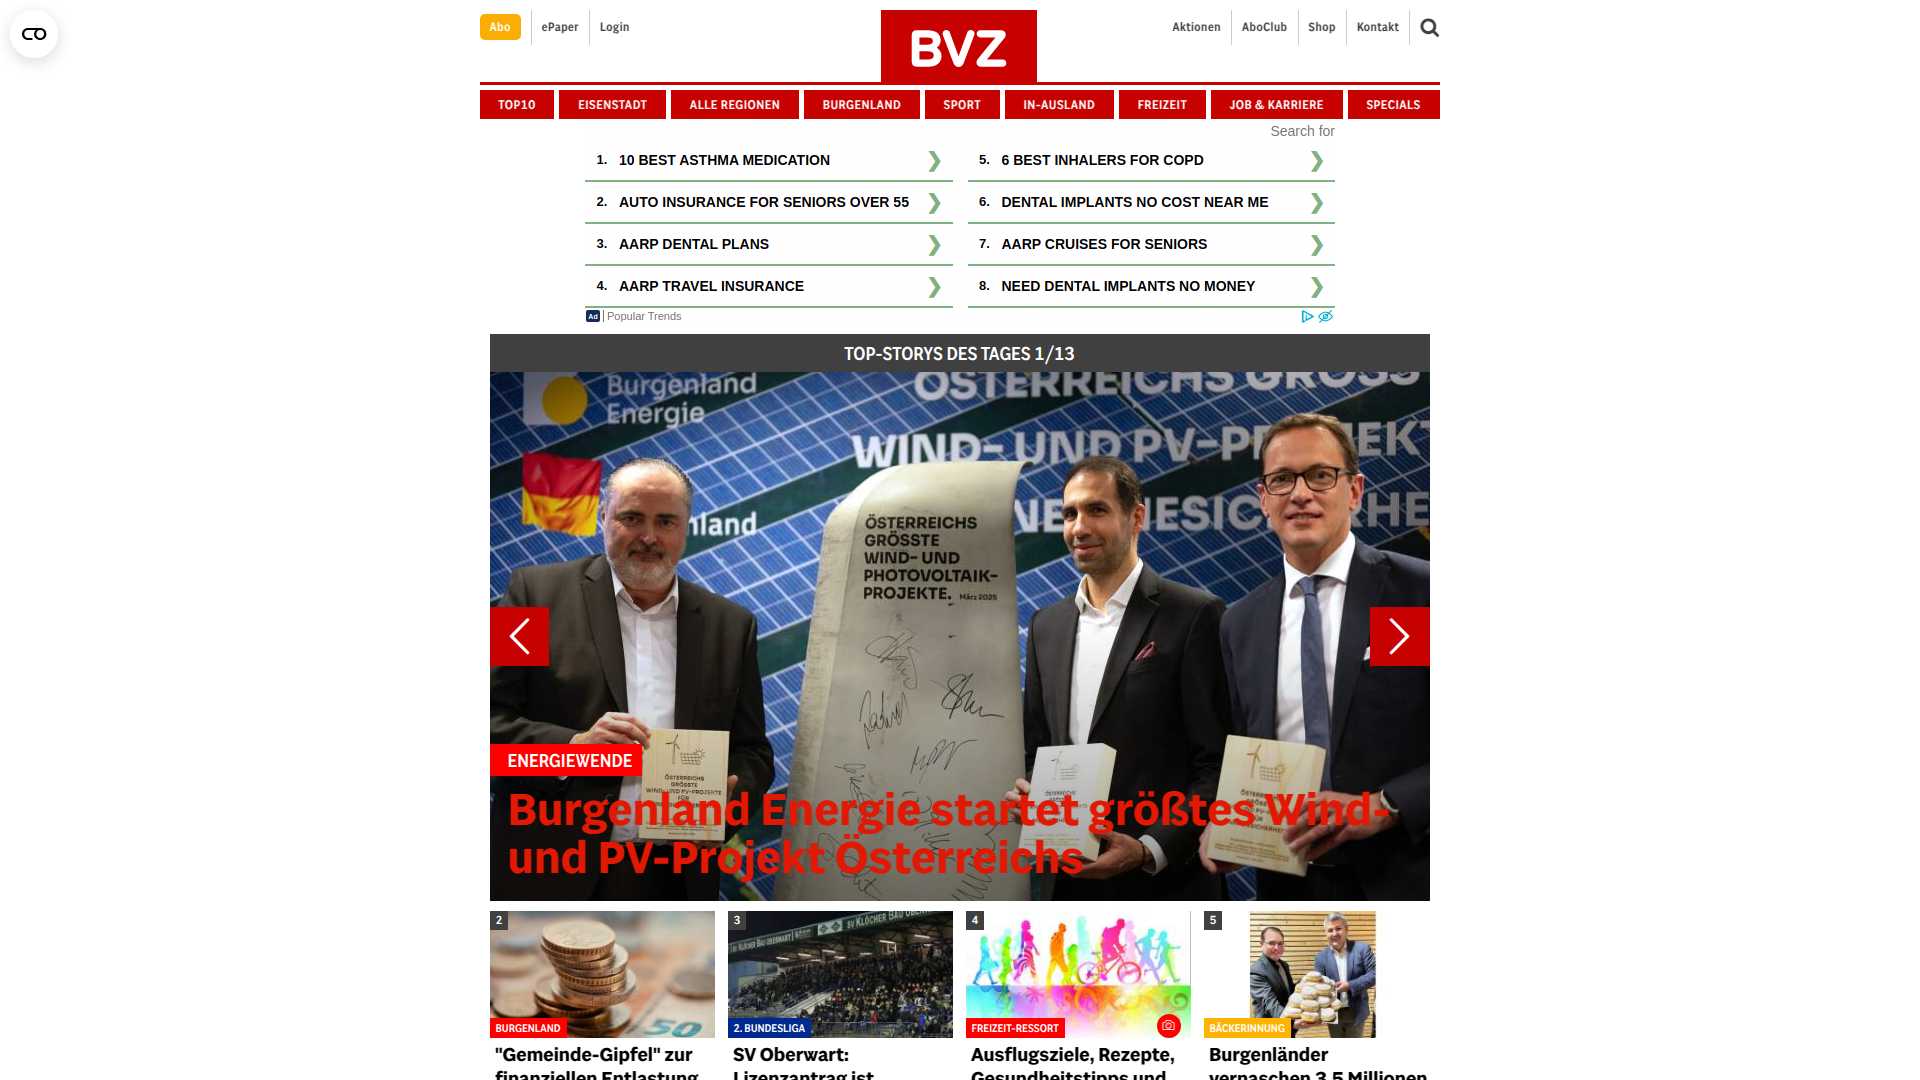 Abo
ePaper
Login
BVZ
Aktionen
AboClub
Shop
Kontakt
TOP10
EISENSTADT
ALLE REGIONEN
BURGENLAND
SPORT
IN-AUSLAND
FREIZEIT
JOB & KARRIERE
SPECIALS
Search for
1. 10 BEST ASTHMA MEDICATION
2. AUTO INSURANCE FOR SENIORS OVER 55
3. AARP DENTAL PLANS
4. AARP TRAVEL INSURANCE
5. 6 BEST INHALERS FOR COPD
6. DENTAL IMPLANTS NO COST NEAR ME
7. AARP CRUISES FOR SENIORS
8. NEED DENTAL IMPLANTS NO MONEY
Ad Popular Trends
TOP-STORYS DES TAGES 1/13
Burgenland
Energie
ÖSTERREICHS GRÖSS
WIND- UND PV-PR
ÖSTERREICHS
GRÖSSTE
WIND- UND
PHOTOVOLTAIK-
PROJEKTE. März 2025
ENERGIEWENDE
Burgenland Energie startet größtes Wind-
und PV-Projekt Österreichs
2
BURGENLAND
"Gemeinde-Gipfel" zur
finanziellen Entlastung
3
SV KLÖCHER BAU OBERW
2. BUNDESLIGA
SV Oberwart:
Lizenzantrag ist
4
FREIZEIT-RESSORT
Ausflugsziele, Rezepte,
Gesundheitstipps und
5
BÄCKERINNUNG
Burgenländer
vernaschen 3,5 Millionen